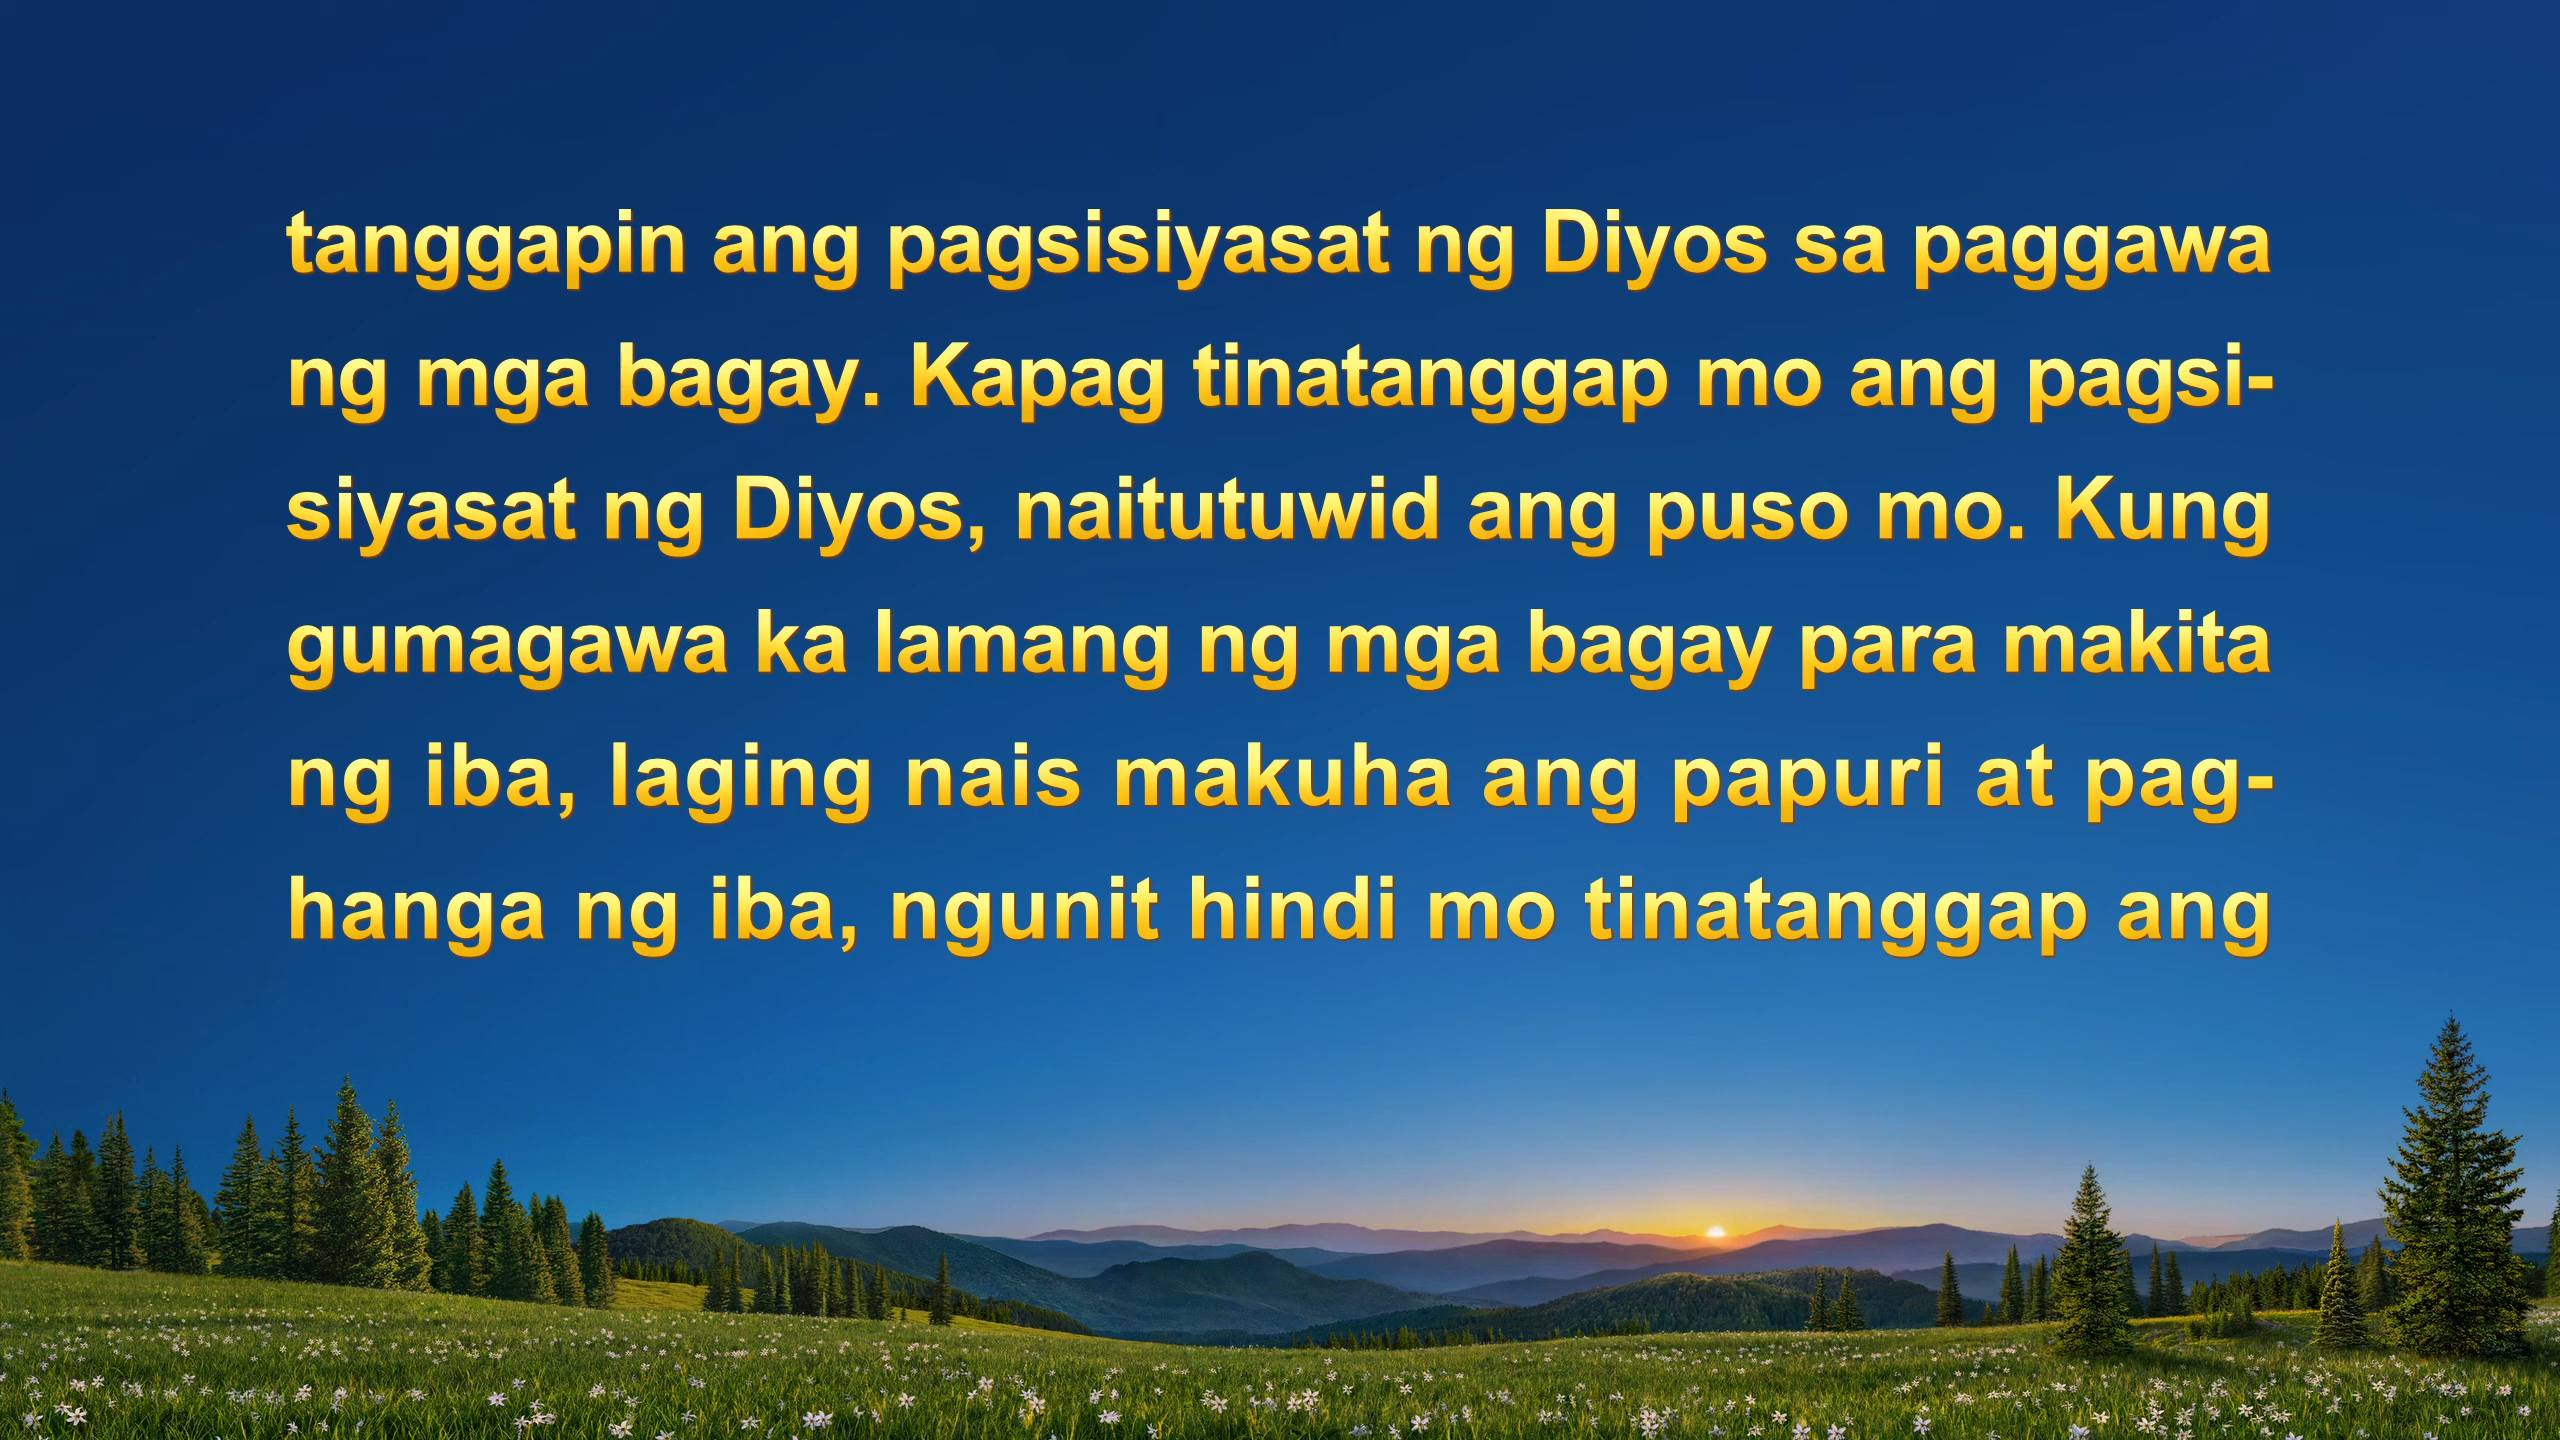 tanggapin ang pagsisiyasat ng Diyos sa paggawa
ng mga bagay. Kapag tinatanggap mo ang pagsi-
siyasat ng Diyos, naitutuwid ang puso mo. Kung
gumagawa ka lamang ng mga bagay para makita
ng iba, laging nais makuha ang papuri at pag-
hanga ng iba, ngunit hindi mo tinatanggap ang